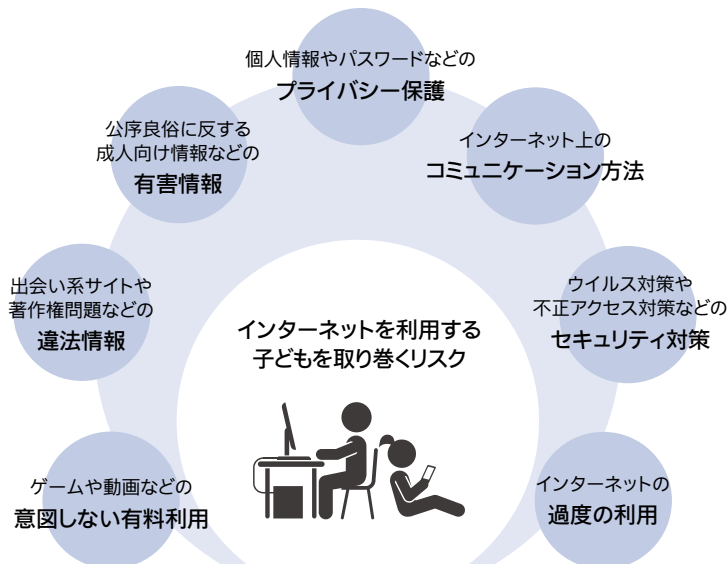 個人情報やパスワードなどの
プライバシー保護
公序良俗に反する
成人向け情報などの
有害情報
インターネット上の
コミュニケーション方法
出会い系サイトや
著作権問題などの
違法情報
ウイルス対策や
不正アクセス対策などの
セキュリティ対策
インターネットを利用する
子どもを取り巻くリスク
ゲームや動画などの
意図しない有料利用
インターネットの
過度の利用